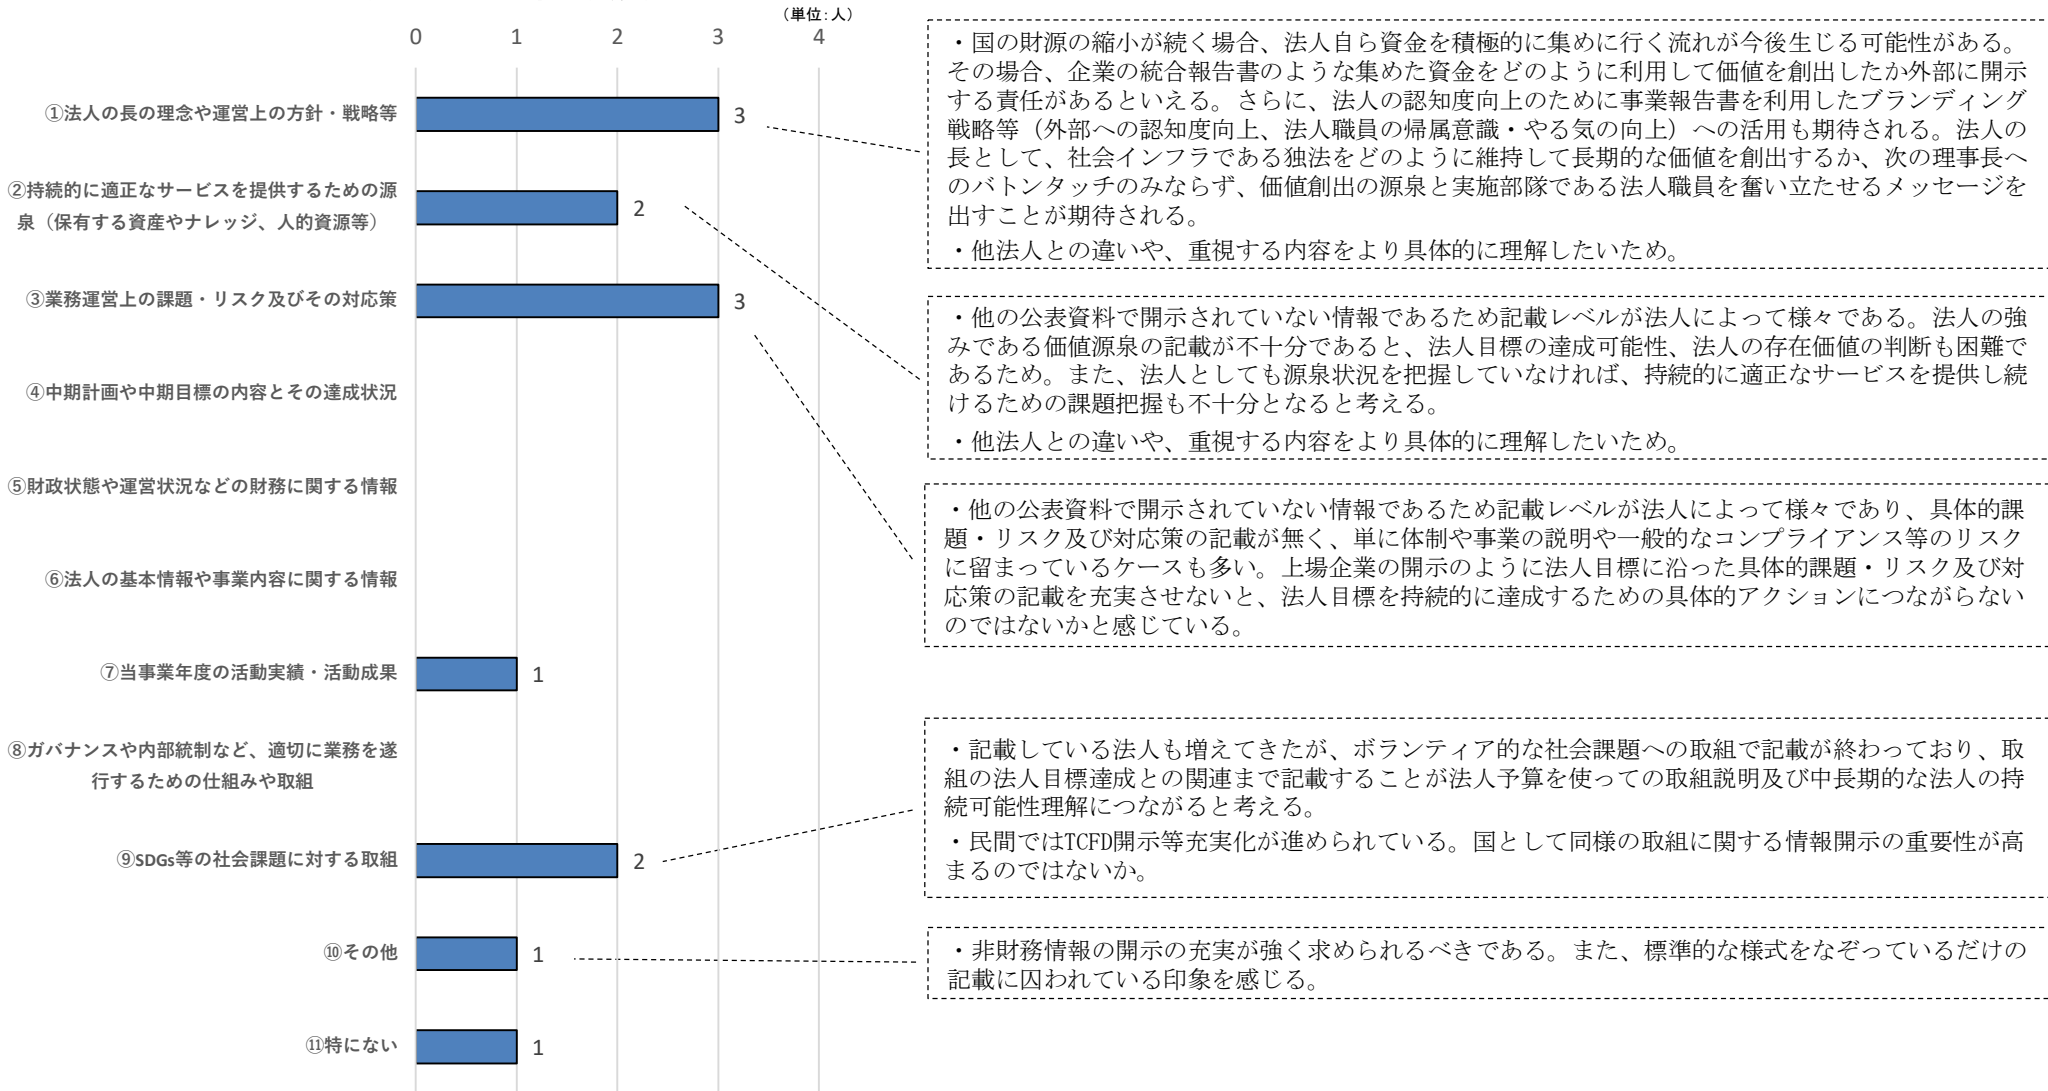 （単位：人）
0 1 2 3 4
①法人の長の理念や運営上の方針・戦略等
3
②持続的に適正なサービスを提供するための源
泉（保有する資産やナレッジ、人的資源等）
2
③業務運営上の課題・リスク及びその対応策
3
④中期計画や中期目標の内容とその達成状況
⑤財政状態や運営状況などの財務に関する情報
⑥法人の基本情報や事業内容に関する情報
⑦当事業年度の活動実績・活動成果
1
⑧ガバナンスや内部統制など、適切に業務を遂
行するための仕組みや取組
⑨SDGs等の社会課題に対する取組
2
⑩その他
1
⑪特にない
1
・国の財源の縮小が続く場合、法人自ら資金を積極的に集めに行く流れが今後生じる可能性がある。
その場合、企業の統合報告書のような集めた資金をどのように利用して価値を創出したか外部に開示
する責任があるといえる。さらに、法人の認知度向上のために事業報告書を利用したブランディング
戦略等（外部への認知度向上、法人職員の帰属意識・やる気の向上）への活用も期待される。法人の
長として、社会インフラである独法をどのように維持して長期的な価値を創出するか、次の理事長へ
のバトンタッチのみならず、価値創出の源泉と実施部隊である法人職員を奮い立たせるメッセージを
出すことが期待される。
・他法人との違いや、重視する内容をより具体的に理解したいため。
・他の公表資料で開示されていない情報であるため記載レベルが法人によって様々である。法人の強
みである価値源泉の記載が不十分であると、法人目標の達成可能性、法人の存在価値の判断も困難で
あるため。また、法人としても源泉状況を把握していなければ、持続的に適正なサービスを提供し続
けるための課題把握も不十分となると考える。
・他法人との違いや、重視する内容をより具体的に理解したいため。
・他の公表資料で開示されていない情報であるため記載レベルが法人によって様々であり、具体的課
題・リスク及び対応策の記載が無く、単に体制や事業の説明や一般的なコンプライアンス等のリスク
に留まっているケースも多い。上場企業の開示のように法人目標に沿った具体的課題・リスク及び対
応策の記載を充実させないと、法人目標を持続的に達成するための具体的アクションにつながらない
のではないかと感じている。
・記載している法人も増えてきたが、ボランティア的な社会課題への取組で記載が終わっており、取
組の法人目標達成との関連まで記載することが法人予算を使っての取組説明及び中長期的な法人の持
続可能性理解につながると考える。
・民間ではTCFD開示等充実化が進められている。国として同様の取組に関する情報開示の重要性が高
まるのではないか。
・非財務情報の開示の充実が強く求められるべきである。また、標準的な様式をなぞっているだけの
記載に囚われている印象を感じる。